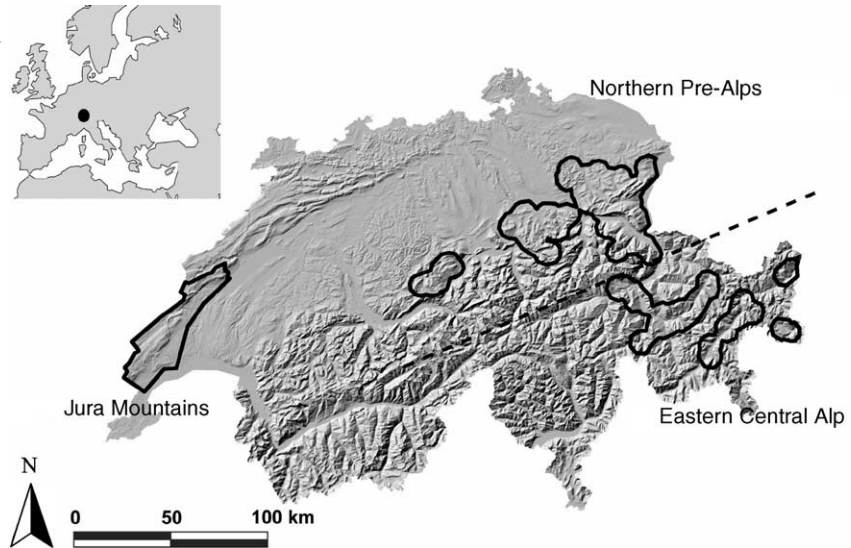 Northern Pre-Alps
Jura Mountains
Eastern Central Alp
N
0 50 100 km